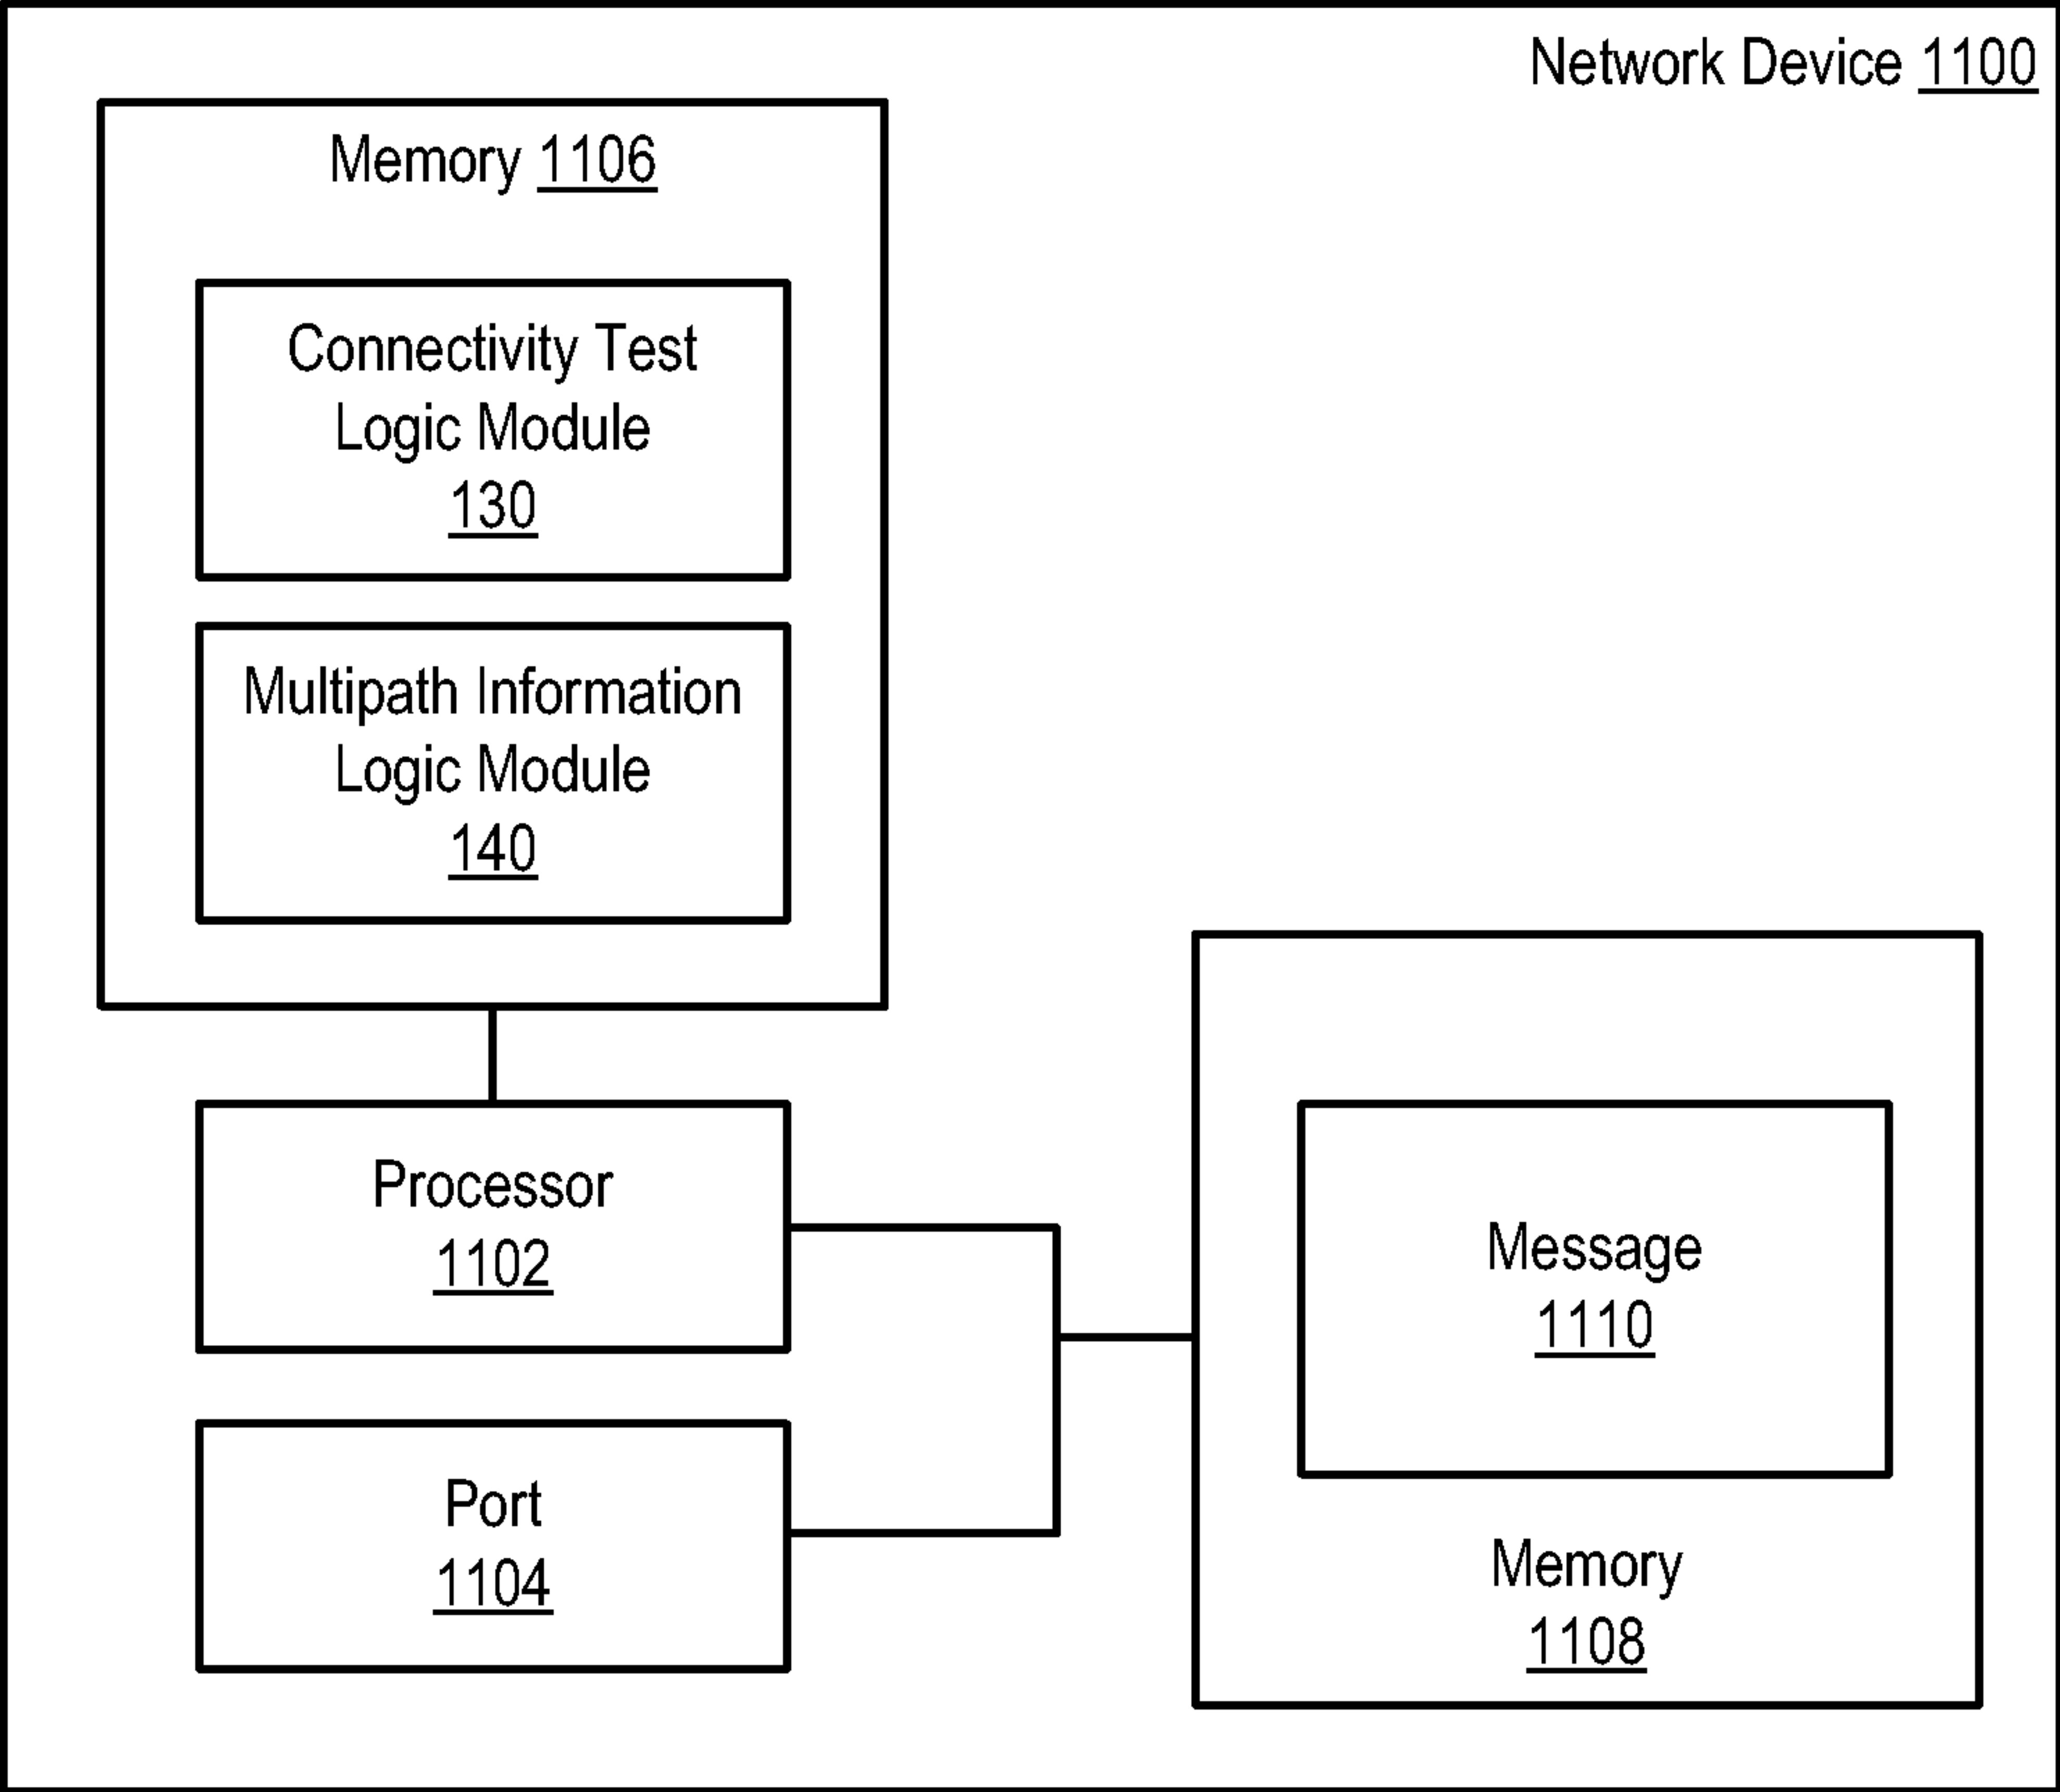 Network Device 1100
Memory 1106
Connectivity Test
Logic Module
130
Multipath Information
Logic Module
140
Processor
1102
Port
1104
Message
1110
Memory
1108